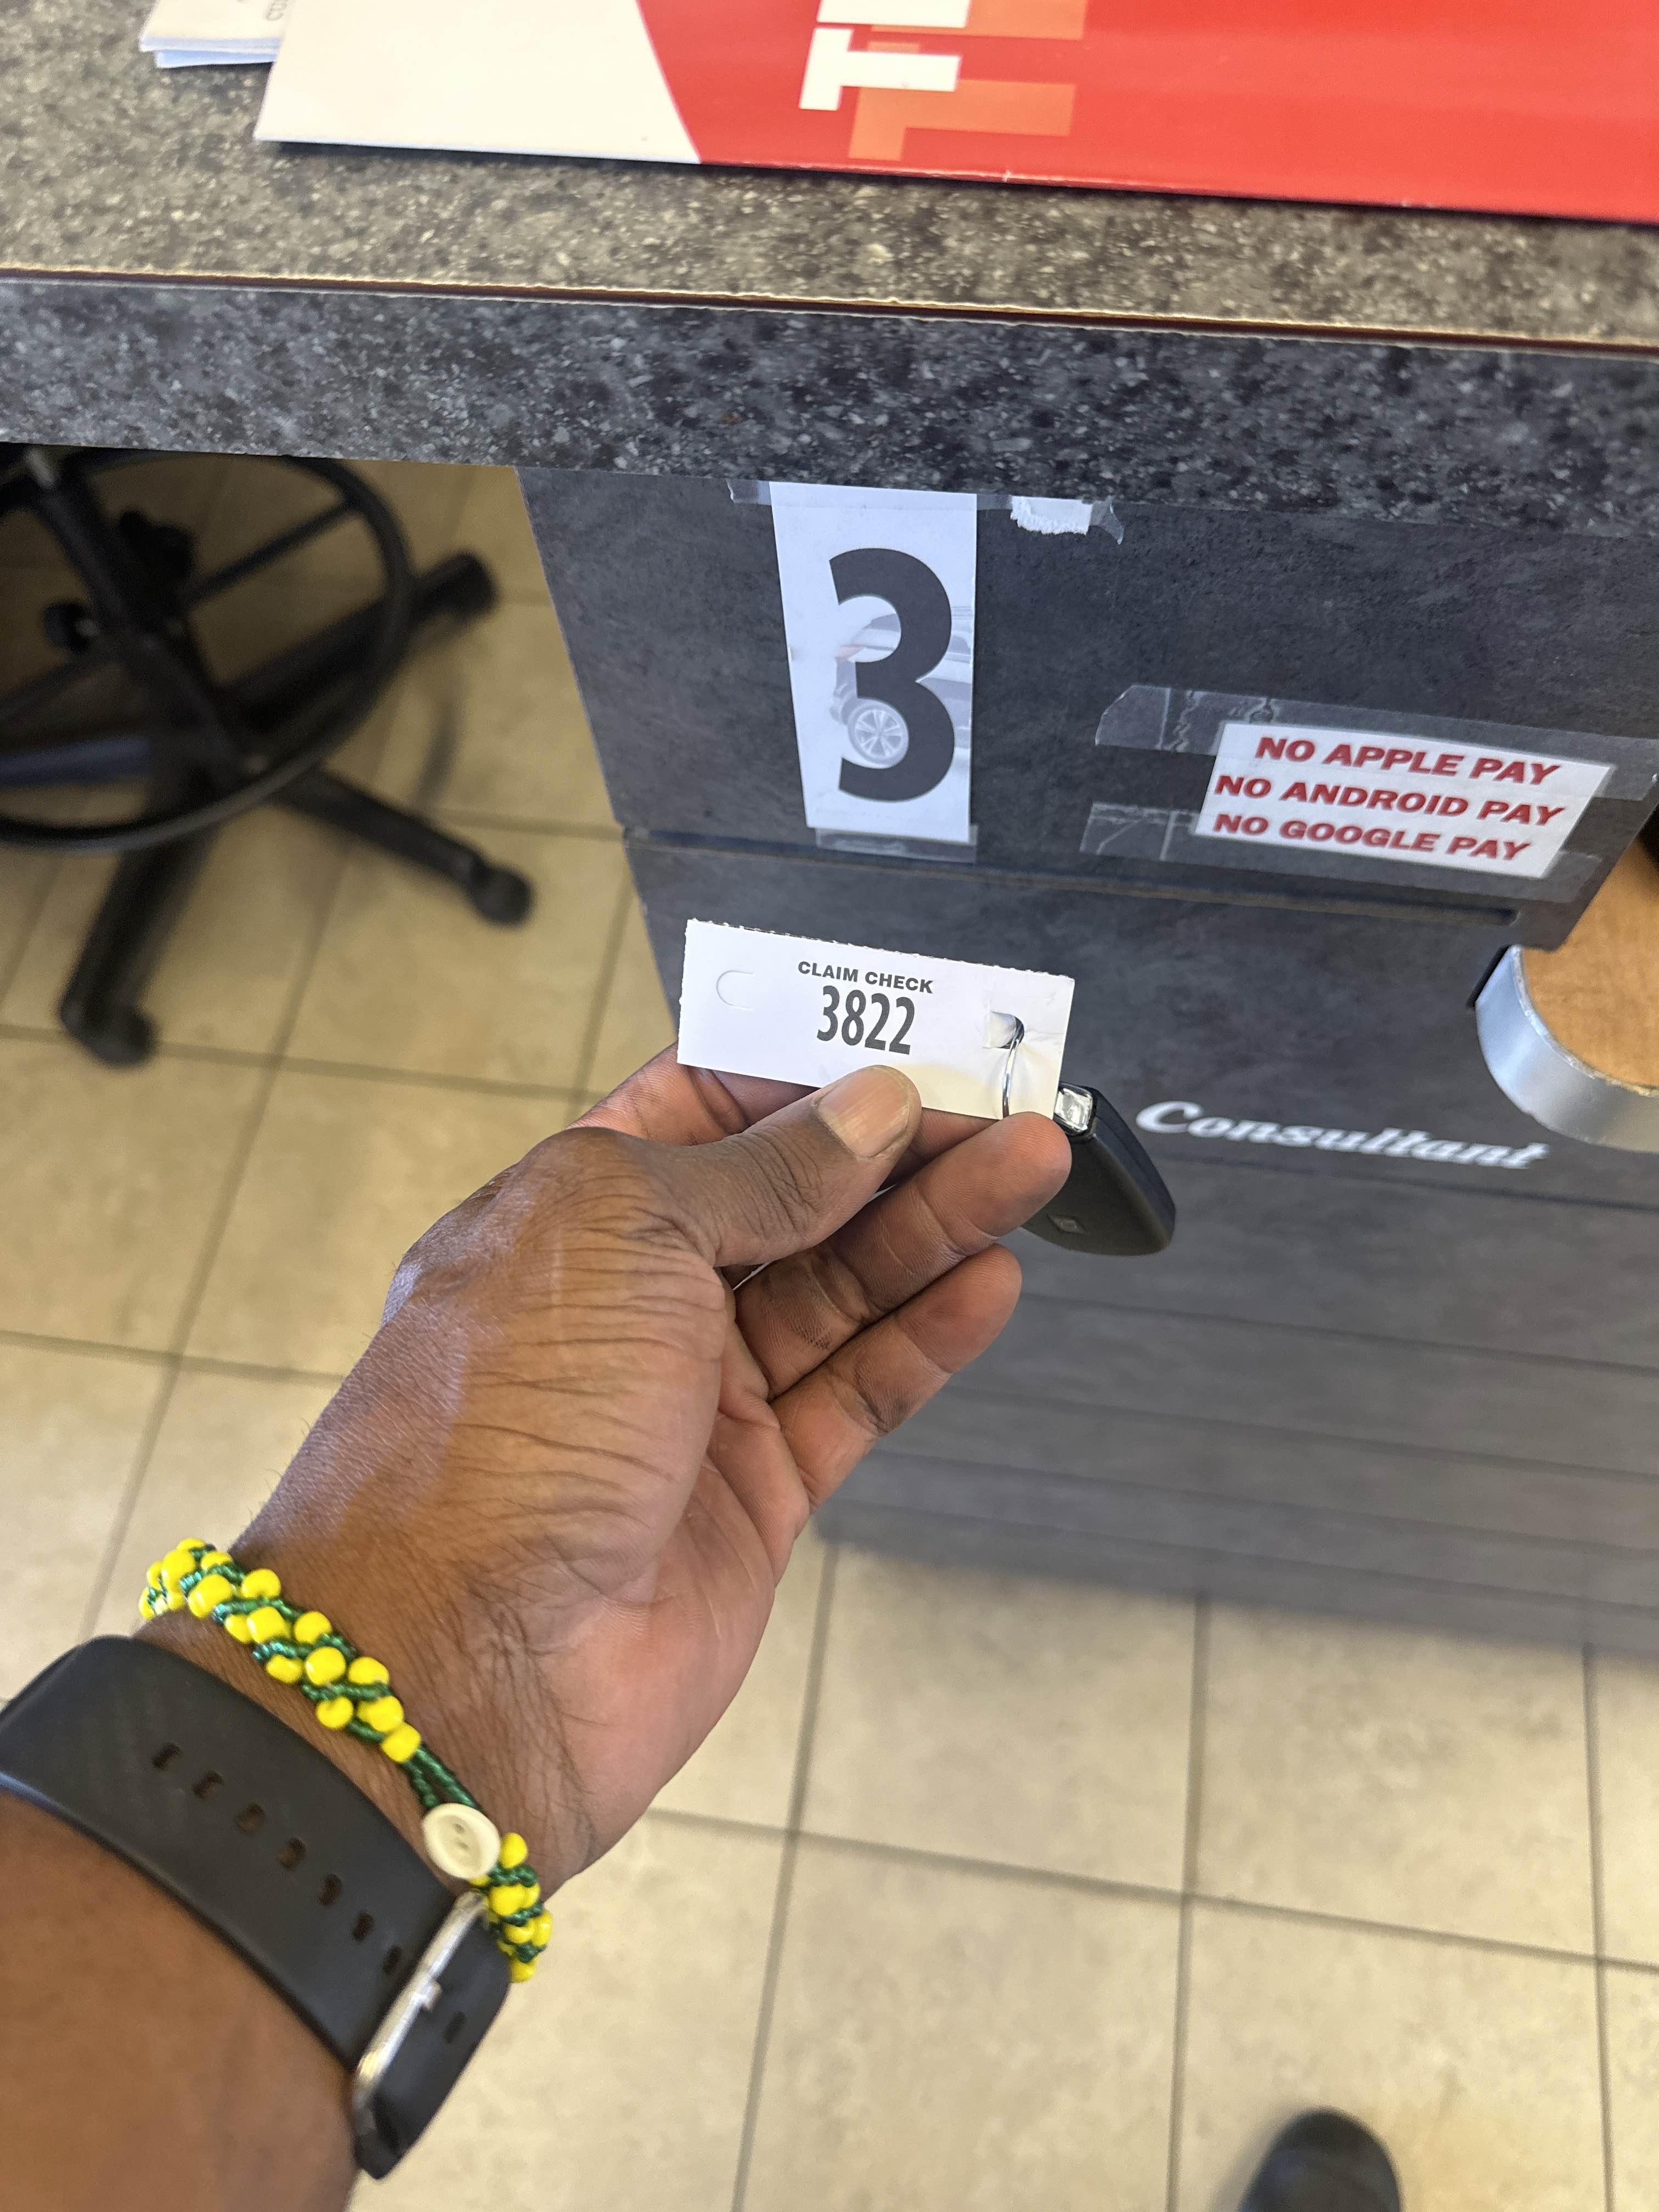 3
NO APPLE PAY
NO ANDROID PAY
NO GOOGLE PAY
CLAIM CHECK
3822
Consultant